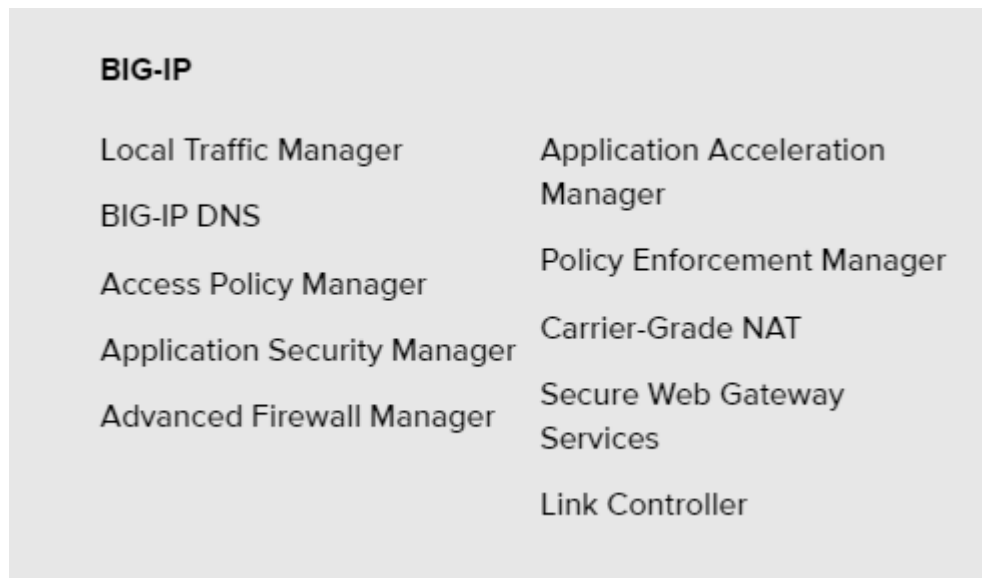 BIG-IP
Local Traffic Manager
BIG-IP DNS
Access Policy Manager
Application Security Manager
Advanced Firewall Manager
Application Acceleration
Manager
Policy Enforcement Manager
Carrier-Grade NAT
Secure Web Gateway
Services
Link Controller